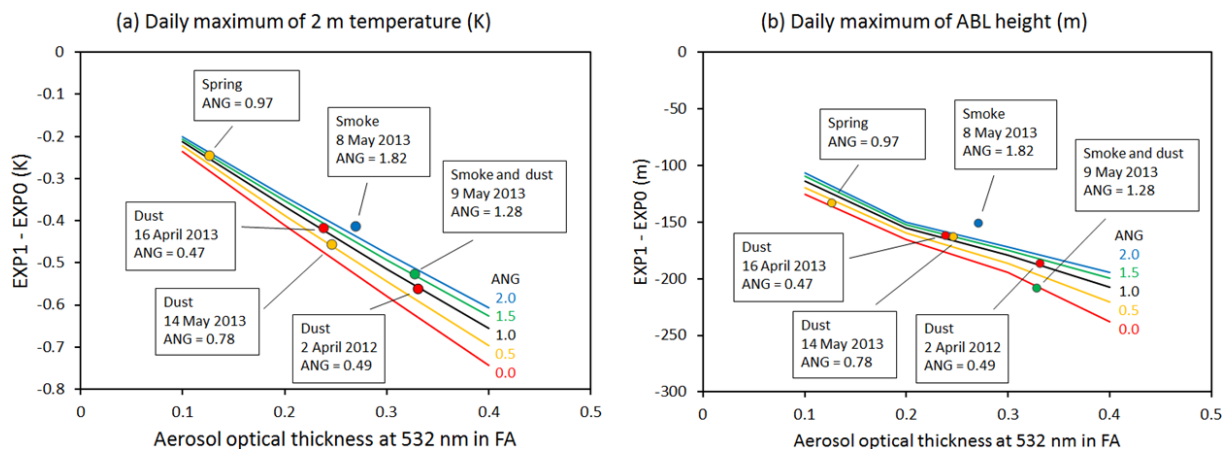 (a) Daily maximum of 2 m temperature (K)
0
-0.1
-0.2
-0.3
-0.4
-0.5
-0.6
-0.7
-0.8
EXP1 - EXP0 (K)
Spring
ANG = 0.97
Smoke
8 May 2013
ANG = 1.82
Smoke and dust
9 May 2013
ANG = 1.28
Dust
16 April 2013
ANG = 0.47
Dust
14 May 2013
ANG = 0.78
Dust
2 April 2012
ANG = 0.49
ANG
2.0
1.5
1.0
0.5
0.0
0
0.1
0.2
0.3
0.4
0.5
Aerosol optical thickness at 532 nm in FA
(b) Daily maximum of ABL height (m)
0
-50
-100
-150
-200
-250
-300
EXP1 - EXP0 (m)
Spring
ANG = 0.97
Smoke
8 May 2013
ANG = 1.82
Smoke and dust
9 May 2013
ANG = 1.28
Dust
16 April 2013
ANG = 0.47
Dust
14 May 2013
ANG = 0.78
Dust
2 April 2012
ANG = 0.49
ANG
2.0
1.5
1.0
0.5
0.0
0
0.1
0.2
0.3
0.4
0.5
Aerosol optical thickness at 532 nm in FA